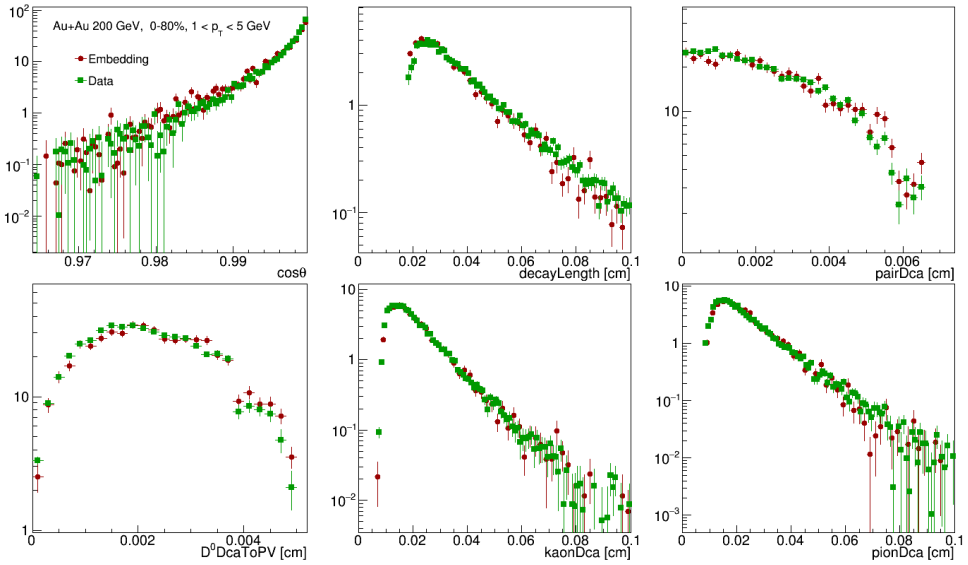 Au+Au 200 GeV, 0-80%, 1 < pT < 5 GeV
Embedding
Data
10²
10
1
10⁻¹
10⁻²
0.97 0.98 0.99
cosθ
1
10⁻¹
0 0.02 0.04 0.06 0.08 0.1
decayLength [cm]
10
0 0.002 0.004 0.006
pairDca [cm]
10
1
0 0.002 0.004
D⁰DcaToPV [cm]
10
1
10⁻¹
10⁻²
0 0.02 0.04 0.06 0.08 0.1
kaonDca [cm]
10
1
10⁻¹
10⁻²
10⁻³
0 0.02 0.04 0.06 0.08 0.1
pionDca [cm]